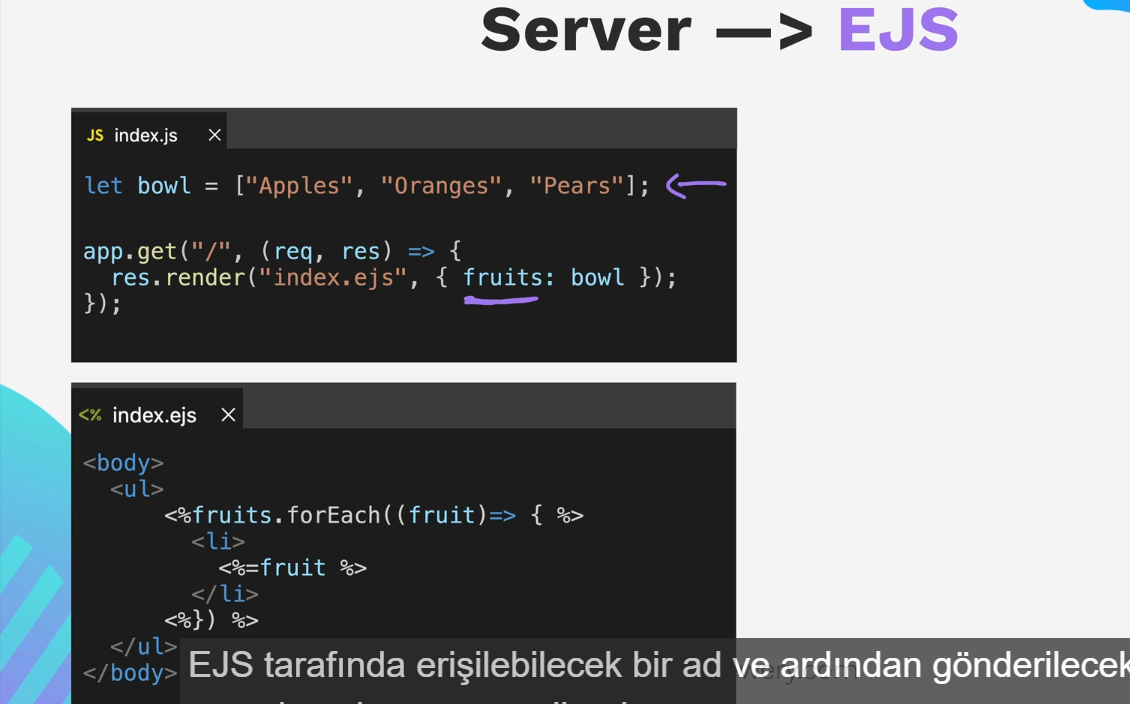 Server —> EJS
JS index.js ×
let bowl = ["Apples", "Oranges", "Pears"];
app.get("/", (req, res) => {
res.render("index.ejs", { fruits: bowl });
});
<% index.ejs ×
<body>
<ul>
<%fruits.forEach((fruit)=> { %>
<li>
<%=fruit %>
</li>
<%}) %>
</ul>
</body>
EJS tarafında erişilebilecek bir ad ve ardından gönderilecek